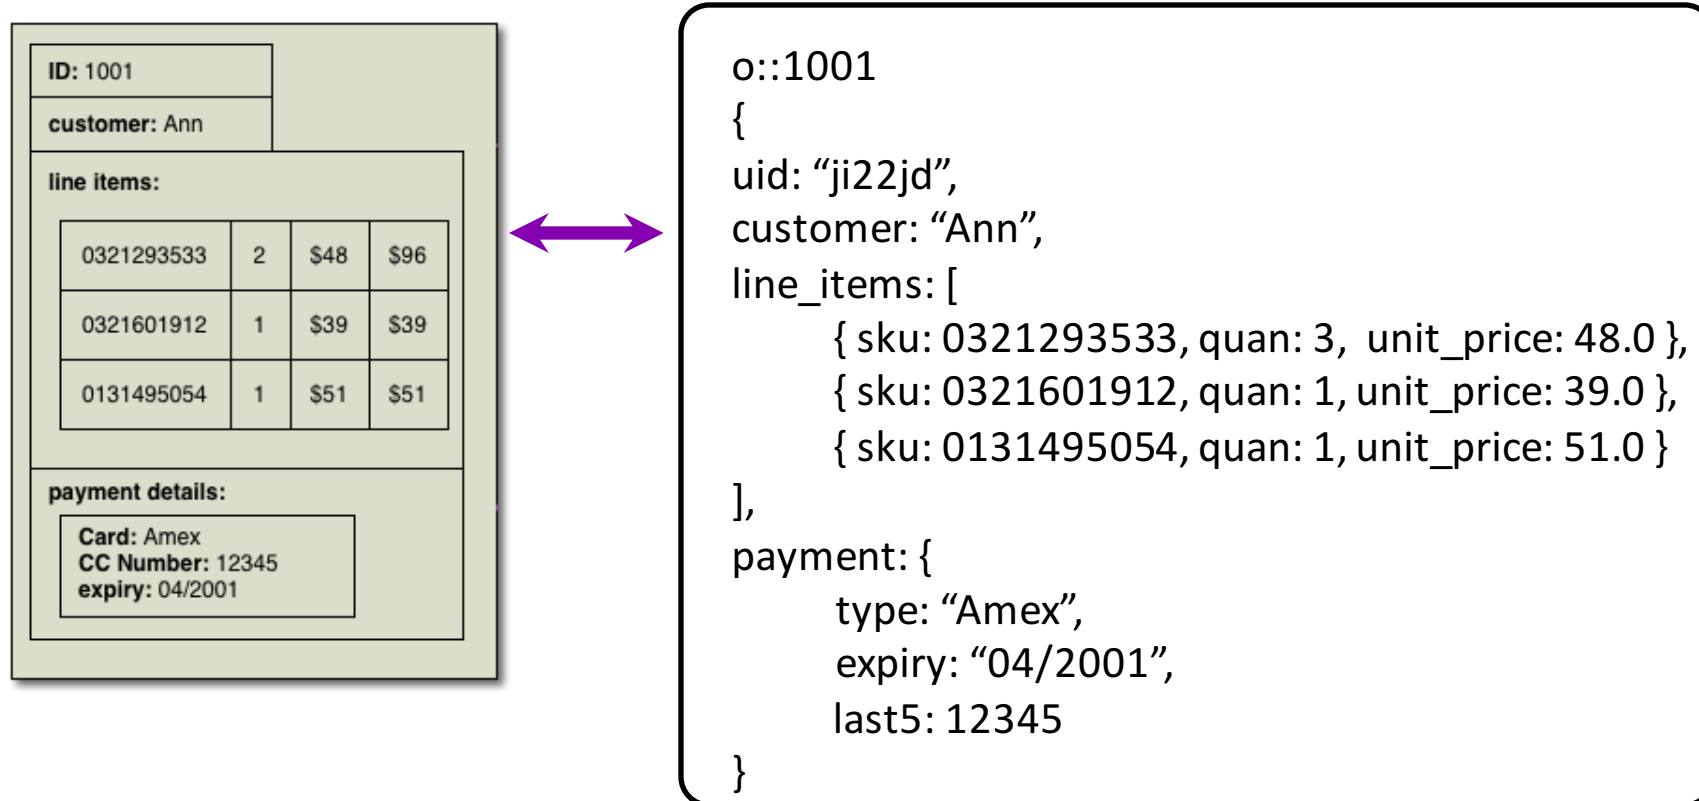 ID: 1001
customer: Ann
line items:
0321293533 2 $48 $96
0321601912 1 $39 $39
0131495054 1 $51 $51
payment details:
Card: Amex
CC Number: 12345
expiry: 04/2001
o::1001
{
uid: “ji22jd”,
customer: “Ann”,
line_items: [
{ sku: 0321293533, quan: 3, unit_price: 48.0 },
{ sku: 0321601912, quan: 1, unit_price: 39.0 },
{ sku: 0131495054, quan: 1, unit_price: 51.0 }
],
payment: {
type: “Amex”,
expiry: “04/2001”,
last5: 12345
}